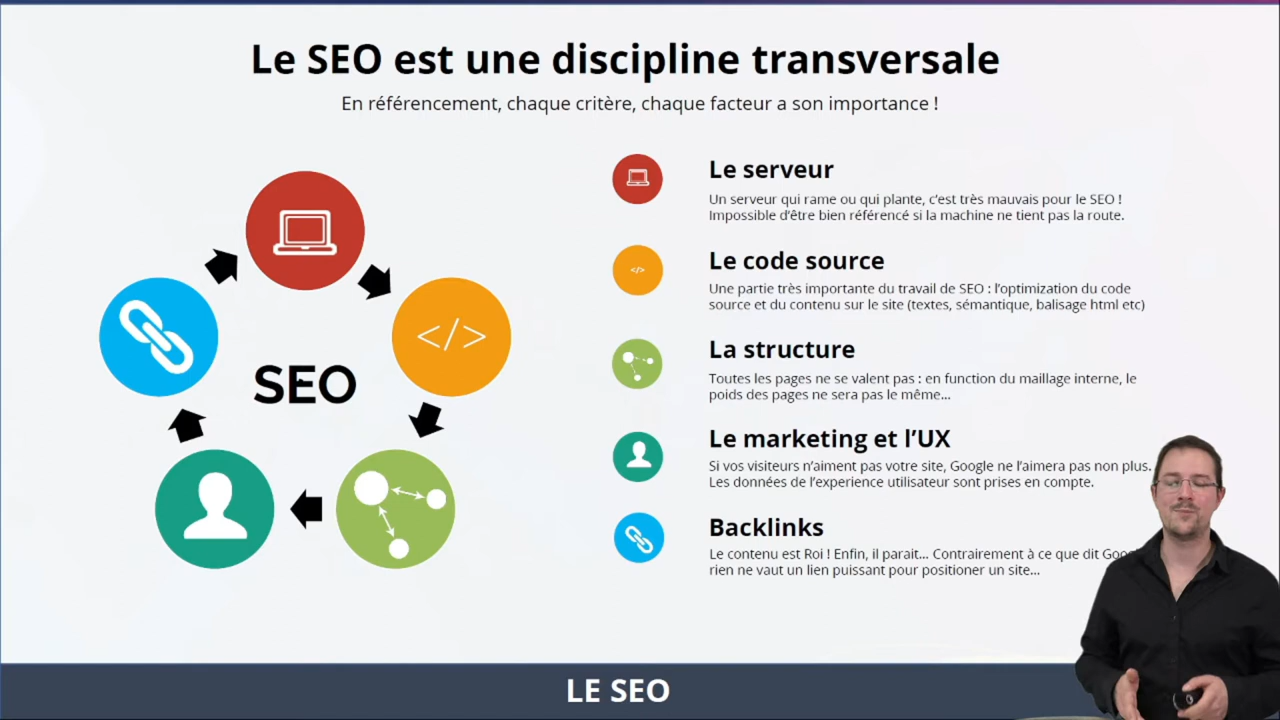 Le SEO est une discipline transversale
En référencement, chaque critère, chaque facteur a son importance !
SEO
</>
Le serveur
Un serveur qui rame ou qui plante, c'est très mauvais pour le SEO !
Impossible d'être bien référencé si la machine ne tient pas la route.
</>
Le code source
Une partie très importante du travail de SEO : l'optimization du code
source et du contenu sur le site (textes, sémantique, balisage html etc)
La structure
Toutes les pages ne se valent pas : en function du maillage interne, le
poids des pages ne sera pas le même...
Le marketing et l'UX
Si vos visiteurs n'aiment pas votre site, Google ne l'aimera pas non plus.
Les données de l'experience utilisateur sont prises en compte.
Backlinks
Le contenu est Roi ! Enfin, il parait... Contrairement à ce que dit
rien ne vaut un lien puissant pour positioner un site...
LE SEO